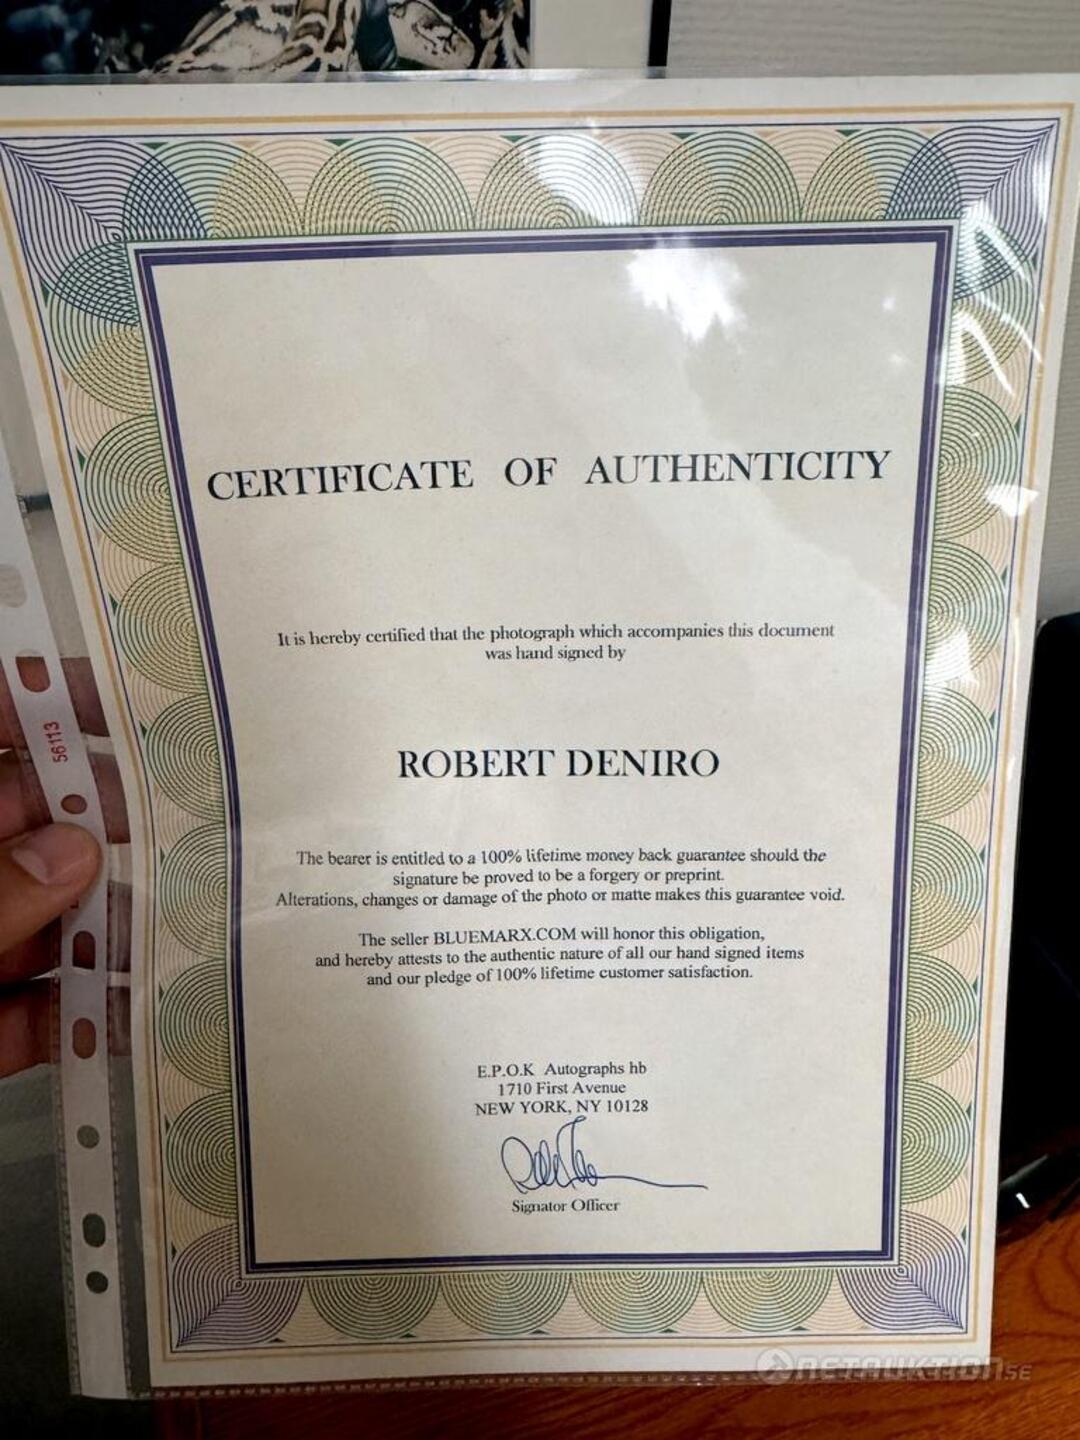 CERTIFICATE OF AUTHENTICITY
It is hereby certified that the photograph which accompanies this document
was hand signed by
ROBERT DENIRO
56113
The bearer is entitled to a 100% lifetime money back guarantee should the
signature be proved to be a forgery or preprint.
Alterations, changes or damage of the photo or matte makes this guarantee void.
The seller BLUEMARX.COM will honor this obligation,
and hereby attests to the authentic nature of all our hand signed items
and our pledge of 100% lifetime customer satisfaction.
E.P.O.K Autographs hb
1710 First Avenue
NEW YORK, NY 10128
Signator Officer
NETAUKTION.SE